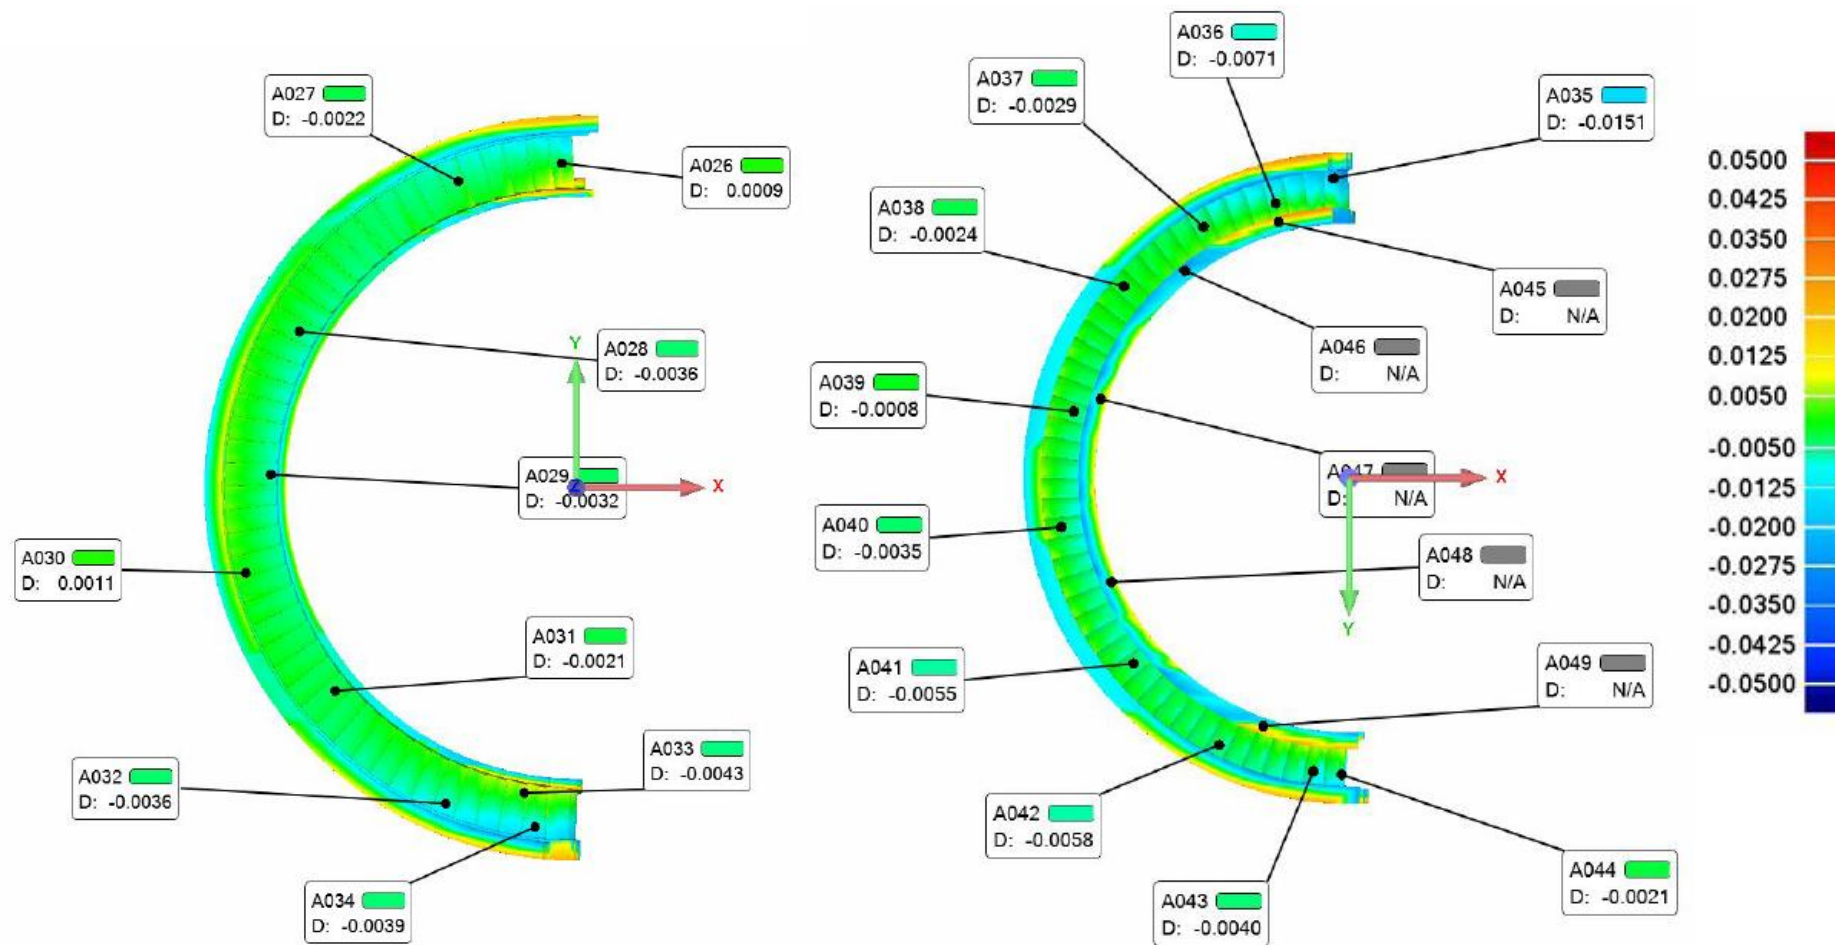 A027
D: -0.0022
A026
D: 0.0009
A028
D: -0.0036
Y
A029
D: -0.0032
Z
X
A030
D: 0.0011
A031
D: -0.0021
A033
D: -0.0043
A032
D: -0.0036
A034
D: -0.0039
A036
D: -0.0071
A037
D: -0.0029
A035
D: -0.0151
A038
D: -0.0024
A045
D: N/A
A046
D: N/A
A039
D: -0.0008
A047
D: N/A
X
A040
D: -0.0035
A048
D: N/A
Y
A041
D: -0.0055
A049
D: N/A
A042
D: -0.0058
A043
D: -0.0040
A044
D: -0.0021
0.0500
0.0425
0.0350
0.0275
0.0200
0.0125
0.0050
-0.0050
-0.0125
-0.0200
-0.0275
-0.0350
-0.0425
-0.0500